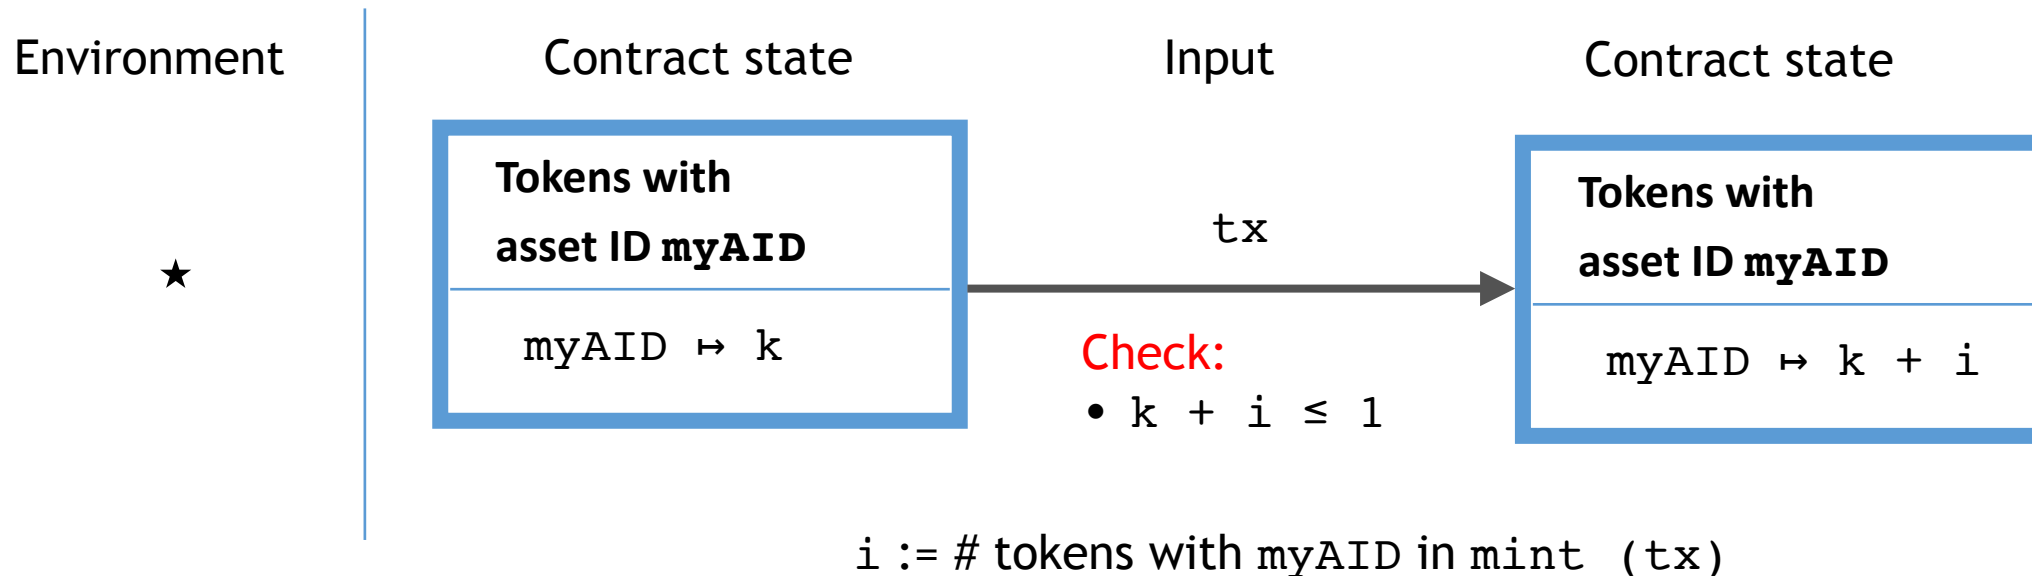 Environment
Contract state
Input
Contract state
★
Tokens with
asset ID myAID
myAID ↦ k
tx
Check:
• k + i ≤ 1
Tokens with
asset ID myAID
myAID ↦ k + i
i := # tokens with myAID in mint (tx)